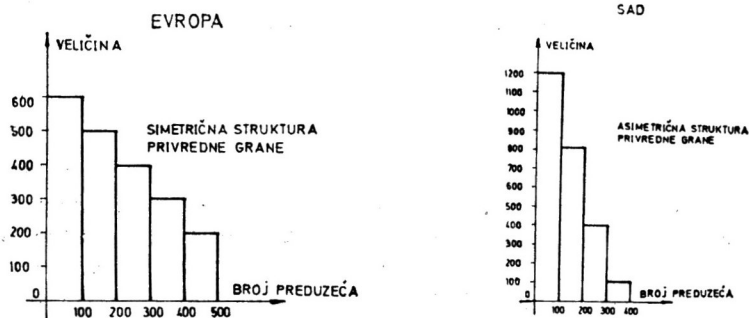 EVROPA
VELIČINA
600
500
400
300
200
100
0
SIMETRIČNA STRUKTURA
PRIVREDNE GRANE
BROJ PREDUZEĆA
100 200 300 400 500
SAD
VELIČINA
1200
1100
1000
900
800
700
600
500
400
300
200
100
0
ASIMETRIČNA STRUKTURA
PRIVREDNE GRANE
BROJ PREDUZEĆA
100 200 300 400